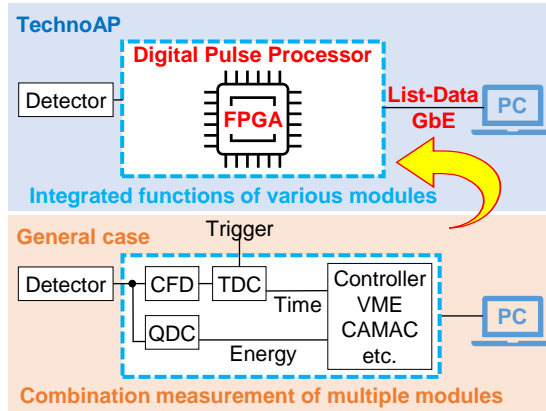 TechnoAP
Digital Pulse Processor
Detector
FPGA
List-Data
GbE
PC
Integrated functions of various modules
General case
Trigger
Detector
CFD
TDC
Time
QDC
Energy
Controller
VME
CAMAC
etc.
PC
Combination measurement of multiple modules